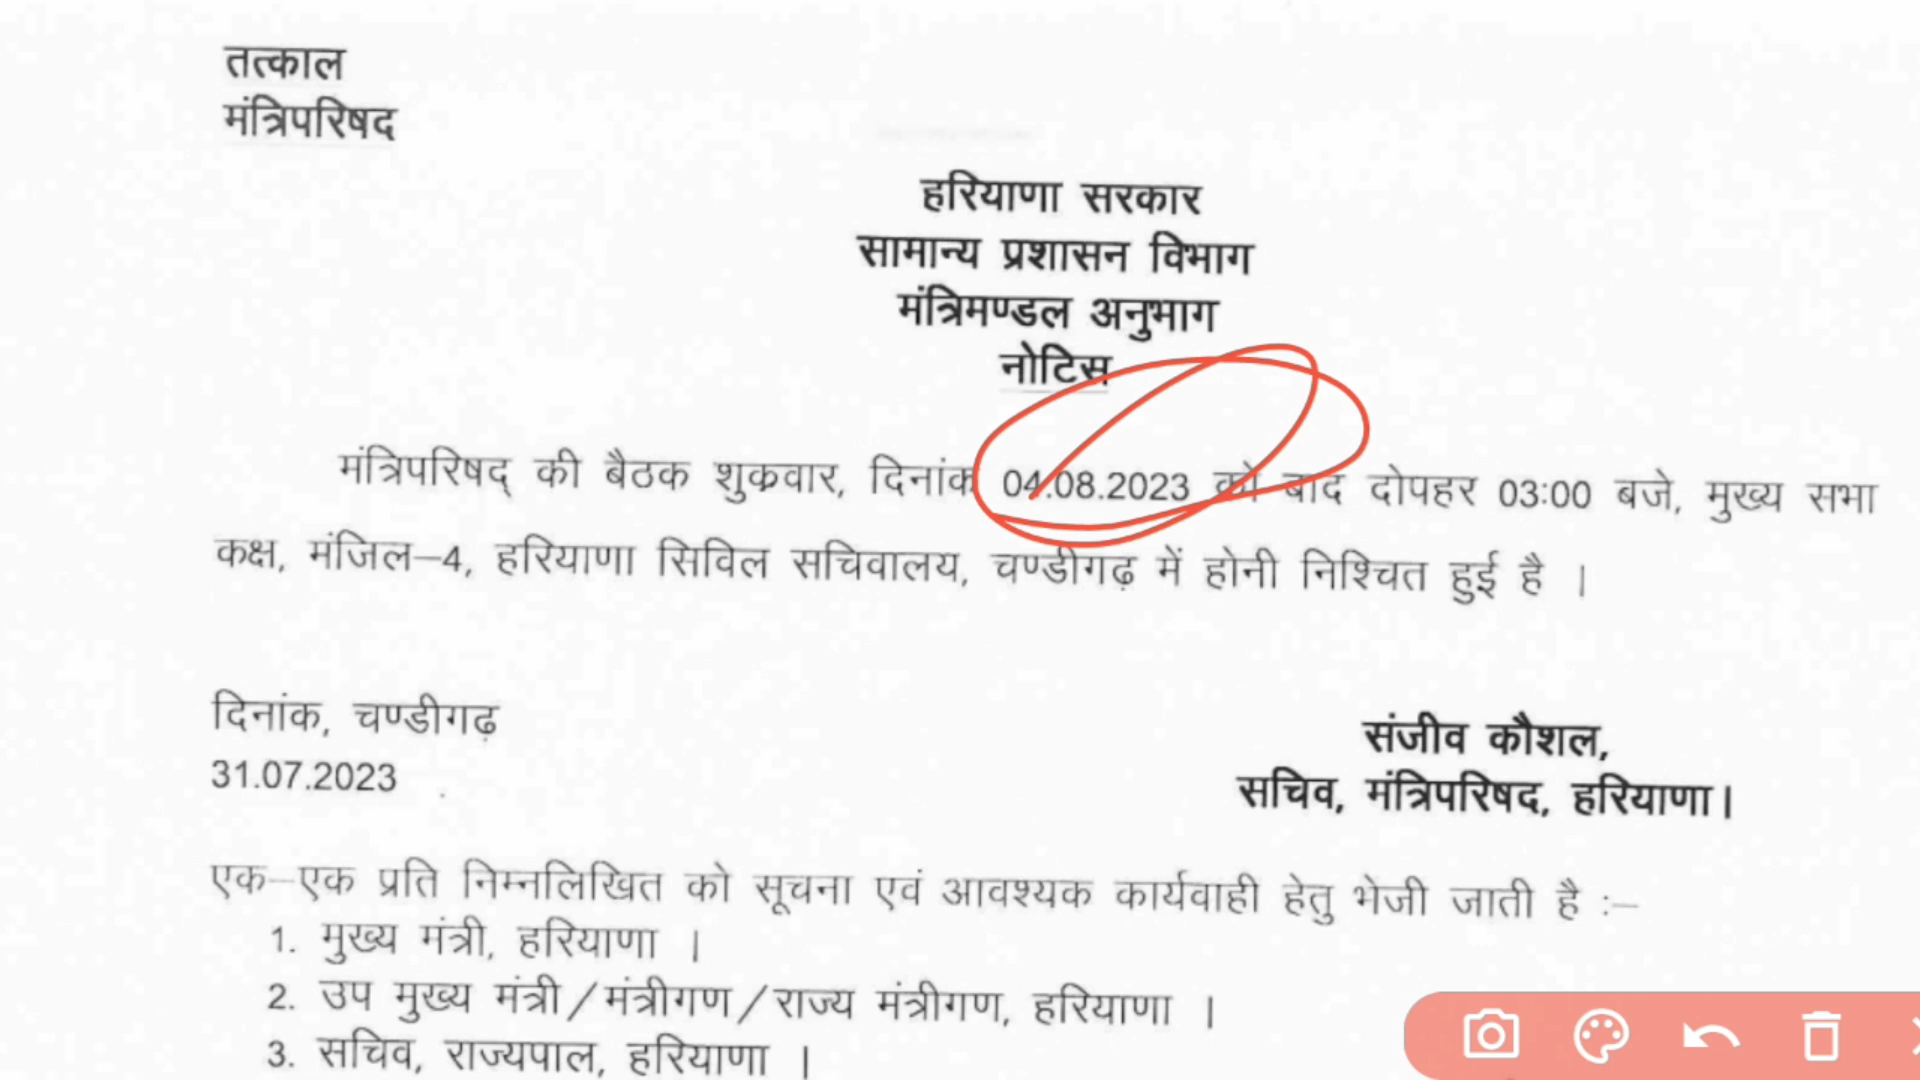 तत्काल
मंत्रिपरिषद
हरियाणा सरकार
सामान्य प्रशासन विभाग
मंत्रिमण्डल अनुभाग
नोटिस
मंत्रिपरिषद् की बैठक शुक्रवार, दिनांक 04.08.2023 को बाद दोपहर 03:00 बजे, मुख्य सभा
कक्ष, मंजिल–4, हरियाणा सिविल सचिवालय, चण्डीगढ़ में होनी निश्चित हुई है ।
दिनांक, चण्डीगढ़
31.07.2023
संजीव कौशल,
सचिव, मंत्रिपरिषद, हरियाणा।
एक–एक प्रति निम्नलिखित को सूचना एवं आवश्यक कार्यवाही हेतु भेजी जाती है :–
1. मुख्य मंत्री, हरियाणा ।
2. उप मुख्य मंत्री/मंत्रीगण/राज्य मंत्रीगण, हरियाणा ।
3. सचिव, राज्यपाल, हरियाणा ।